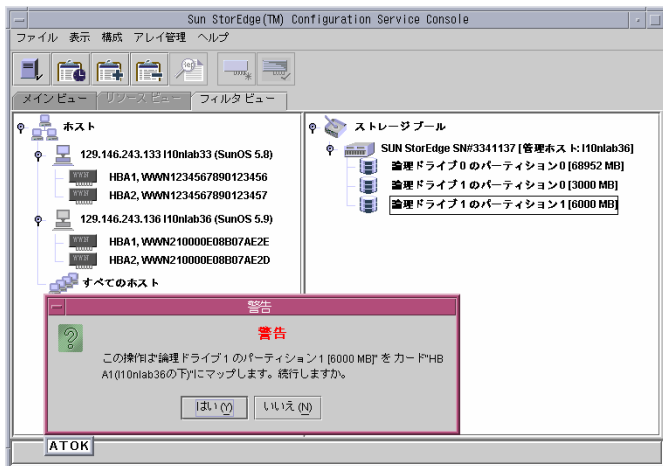 Sun StorEdge(TM) Configuration Service Console
ファイル 表示 構成 アレイ管理 ヘルプ
メインビュー リソースビュー フィルタビュー
ホスト
129.146.243.133 l10nlab33 (SunOS 5.8)
HBA1, WWN1234567890123456
HBA2, WWN1234567890123457
129.146.243.136 l10nlab36 (SunOS 5.9)
HBA1, WWN210000E08B07AE2E
HBA2, WWN210000E08B07AE2D
すべてのホスト
ストレージプール
SUN StorEdge SN#3341137 [管理ホスト: l10nlab36]
論理ドライブ0 のパーティション0 [68952 MB]
論理ドライブ1 のパーティション0 [3000 MB]
論理ドライブ1 のパーティション1 [6000 MB]
警告
警告
この操作は"論理ドライブ1 のパーティション1 [6000 MB]" を カード"HB
A1(l10nlab36の下)"にマップします。続行しますか。
はい (Y) いいえ (N)
ATOK